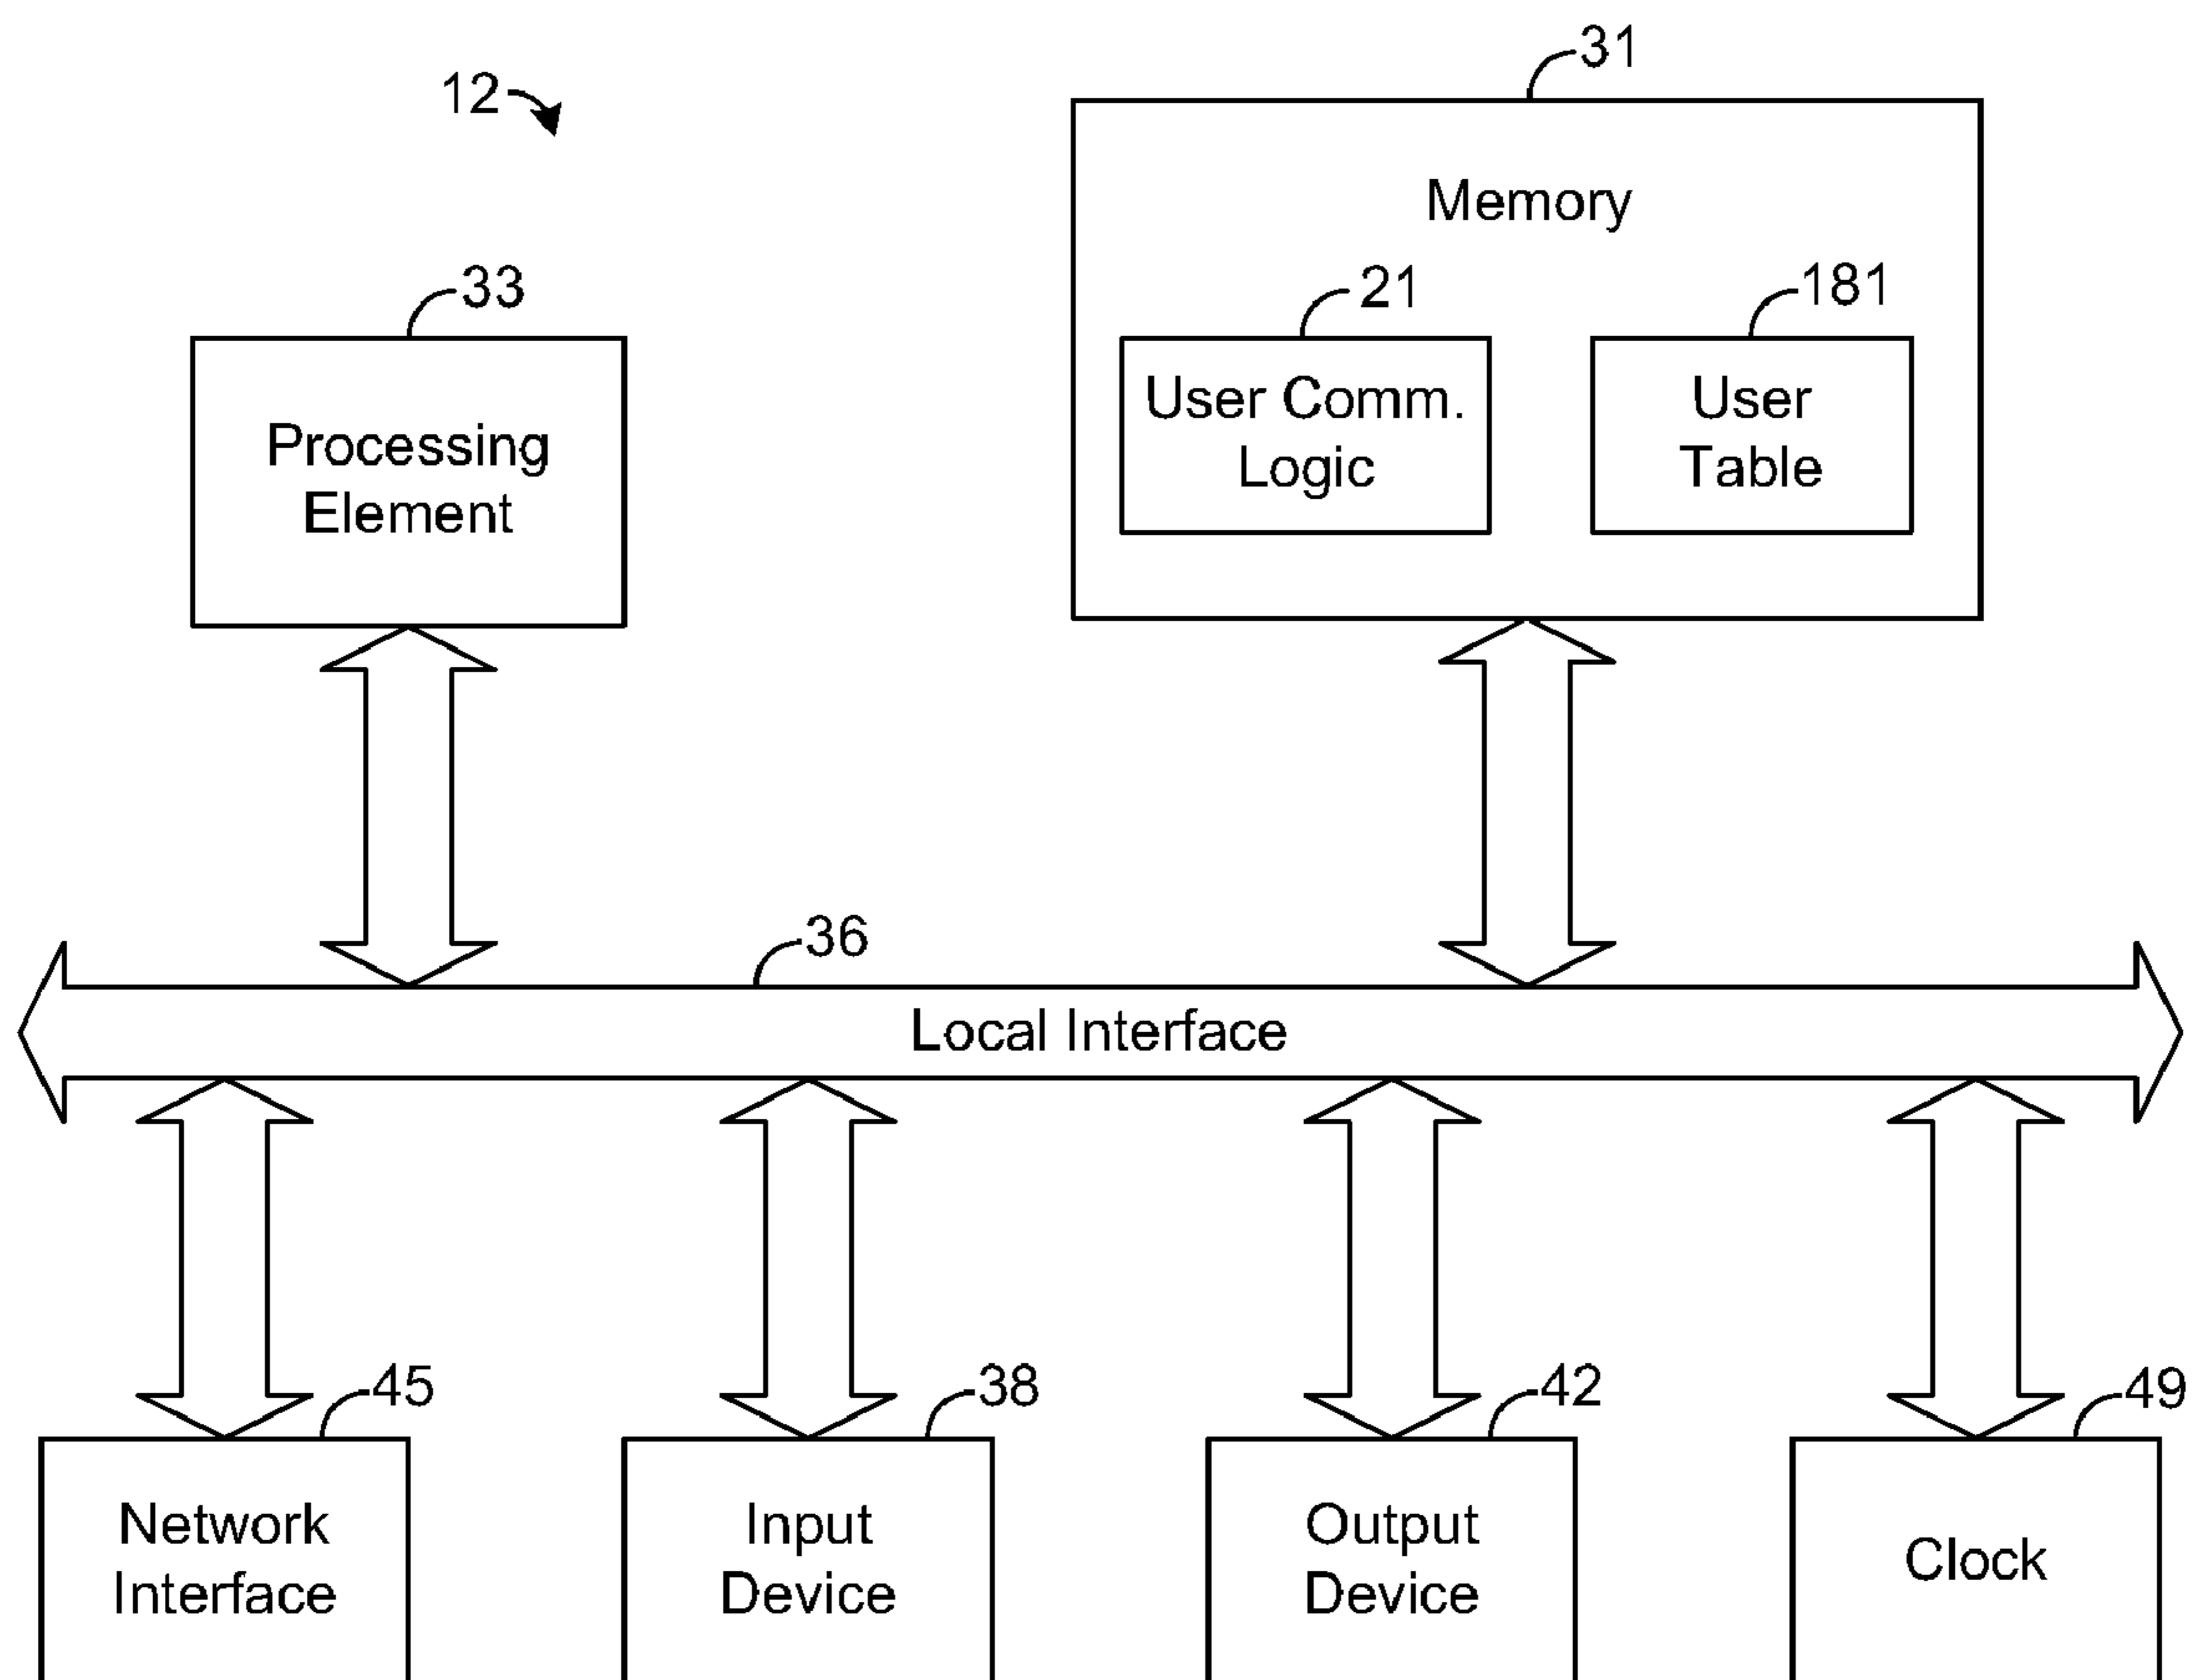 12
31
Memory
33
21
181
Processing
Element
User Comm.
Logic
User
Table
36
Local Interface
45
38
42
49
Network
Interface
Input
Device
Output
Device
Clock